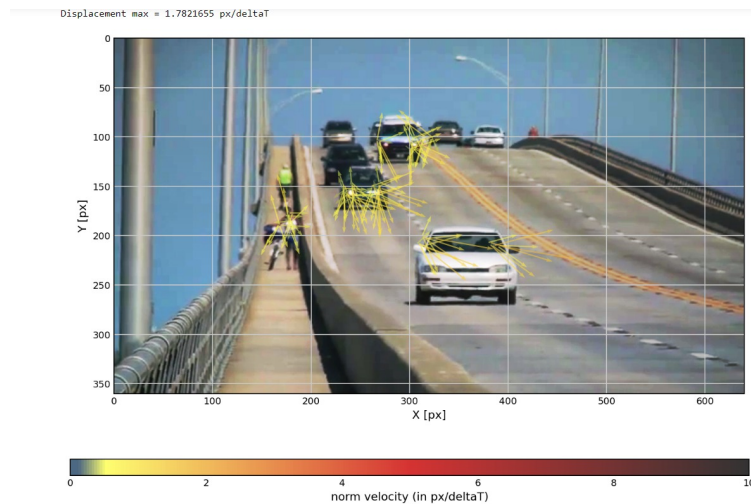 Displacement max = 1.7821655 px/deltaT
0
50
100
150
200
250
300
350
Y [px]
0 100 200 300 400 500 600
X [px]
0 2 4 6 8 10
norm velocity (in px/deltaT)